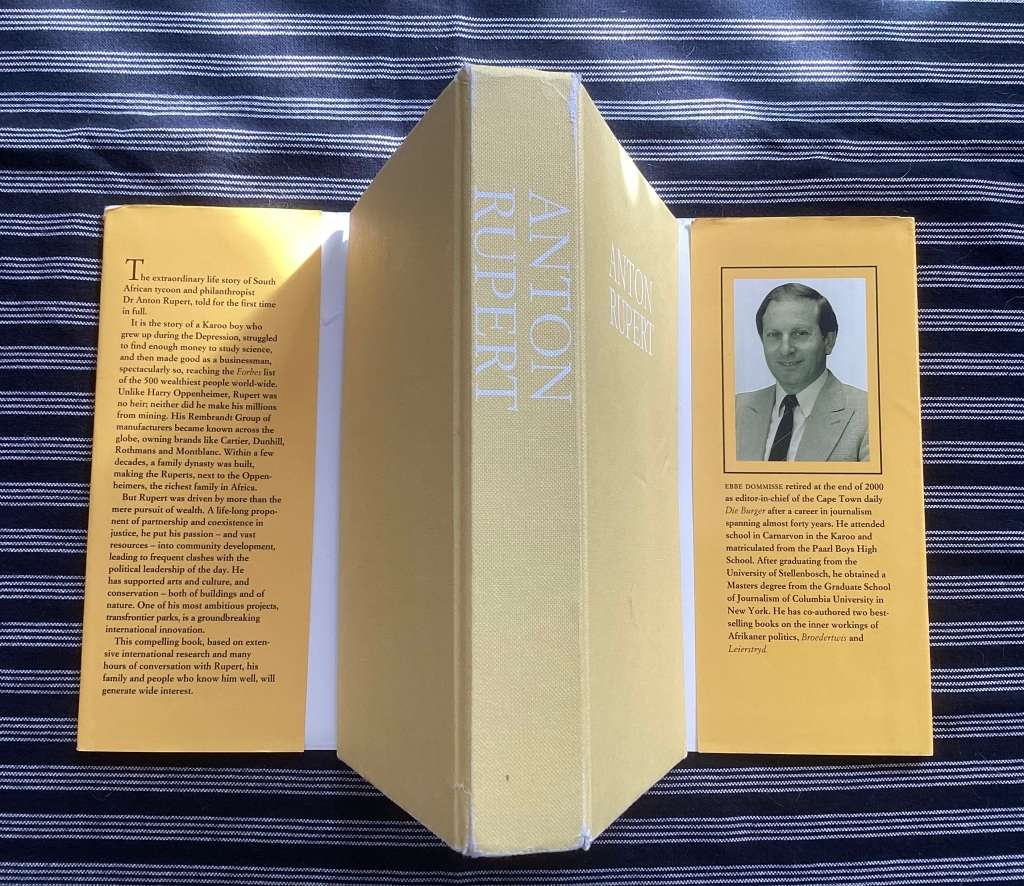 The extraordinary life story of South
African tycoon and philanthropist
Dr Anton Rupert, told for the first time
in full.
It is the story of a Karoo boy who
grew up during the Depression, struggled
to find enough money to study science,
and then made good as a businessman,
spectacularly so, reaching the Forbes list
of the 500 wealthiest people world-wide.
Unlike Harry Oppenheimer, Rupert was
no heir; neither did he make his millions
from mining. His Rembrandt Group of
manufacturers became known across the
globe, owning brands like Cartier, Dunhill,
Rothmans and Montblanc. Within a few
decades, a family dynasty was built,
making the Ruperts, next to the Oppen-
heimers, the richest family in Africa.
But Rupert was driven by more than the
mere pursuit of wealth. A life-long propo-
nent of partnership and coexistence in
justice, he put his passion – and vast
resources – into community development,
leading to frequent clashes with the
political leadership of the day. He
has supported arts and culture, and
conservation – both of buildings and of
nature. One of his most ambitious projects,
transfrontier parks, is a groundbreaking
international innovation.
This compelling book, based on exten-
sive international research and many
hours of conversation with Rupert, his
family and people who know him well, will
generate wide interest.
ANTON
RUPERT
ANTON
RUPERT
EBBE DOMMISSE retired at the end of 2000
as editor-in-chief of the Cape Town daily
Die Burger after a career in journalism
spanning almost forty years. He attended
school in Carnarvon in the Karoo and
matriculated from the Paarl Boys High
School. After graduating from the
University of Stellenbosch, he obtained a
Masters degree from the Graduate School
of Journalism of Columbia University in
New York. He has co-authored two best-
selling books on the inner workings of
Afrikaner politics, Broedertwis and
Leierstryd.